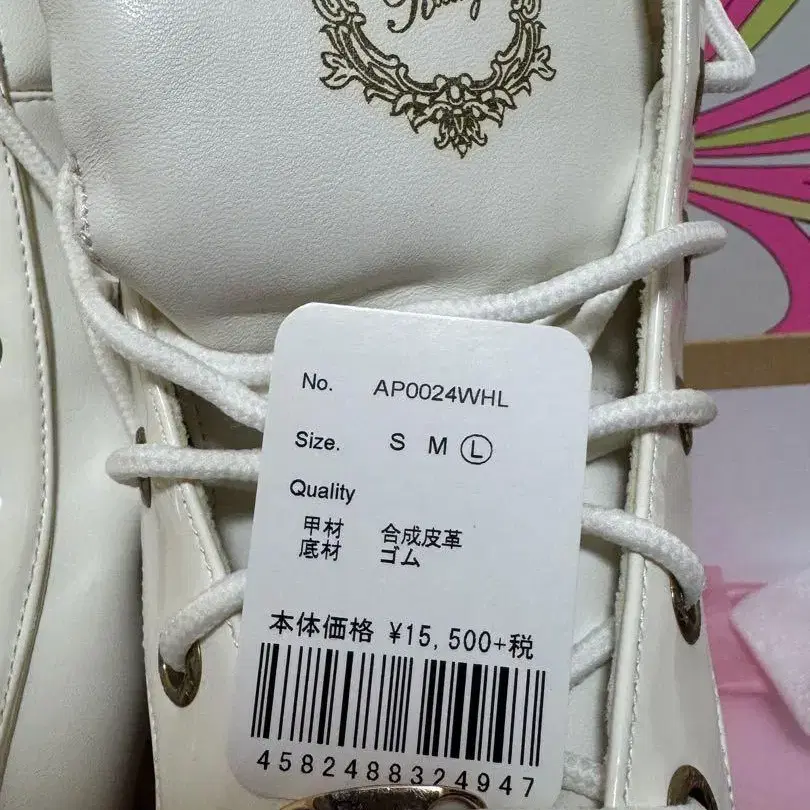 No. AP0024WHL
Size. S M Ⓛ
Quality
甲材 合成皮革
底材 ゴム
本体価格 ¥15,500+税
4582488324947